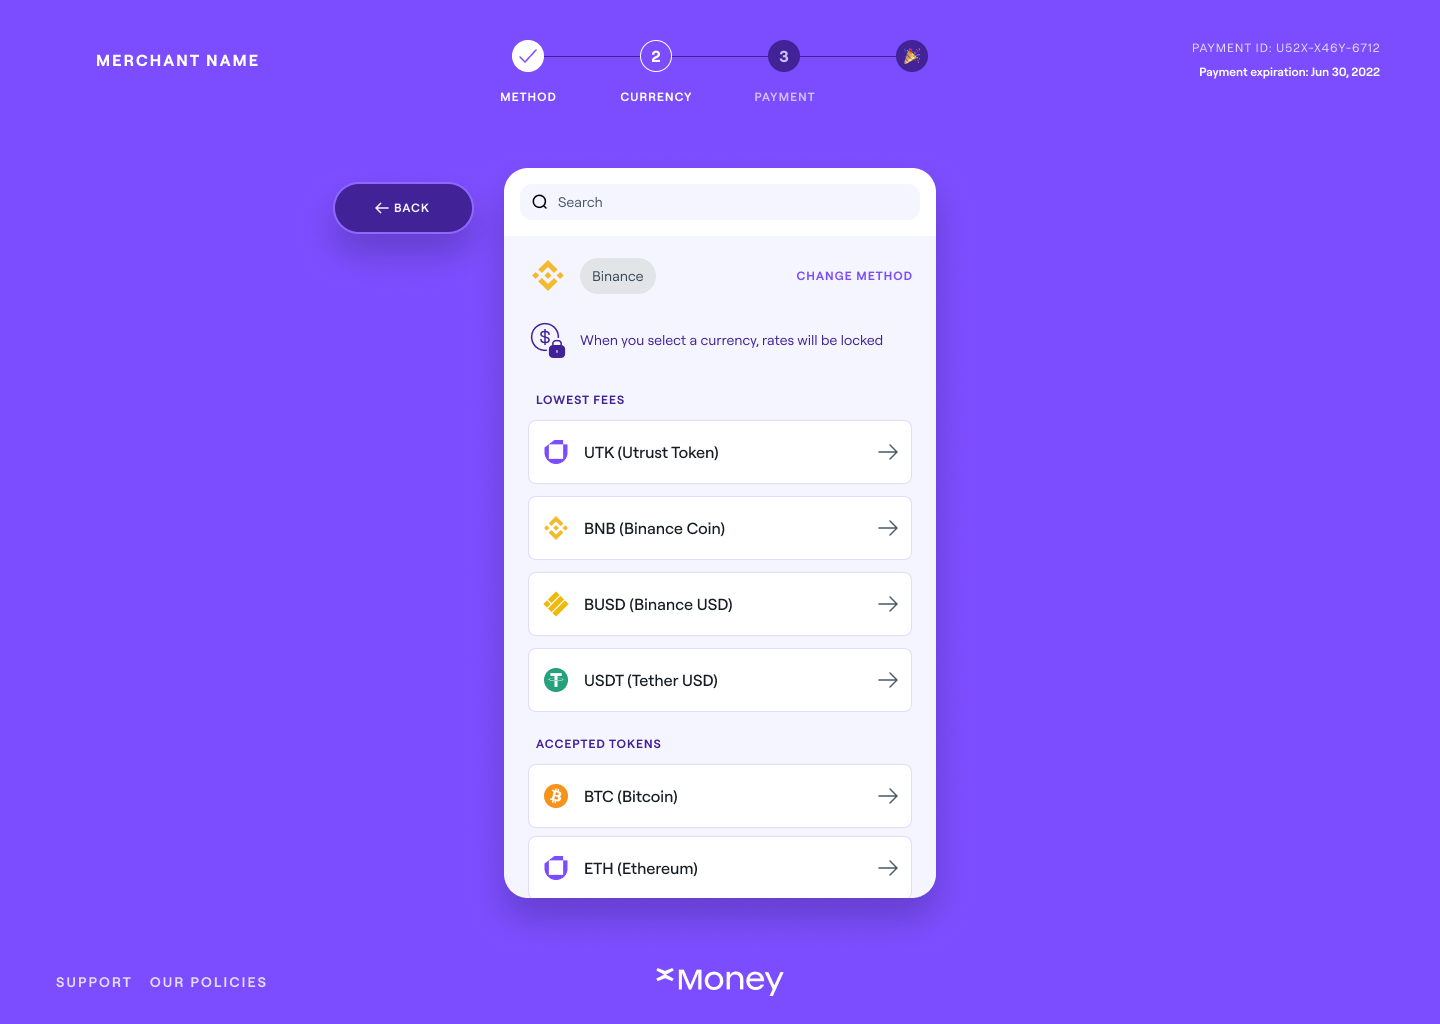 MERCHANT NAME
2
3
METHOD
CURRENCY
PAYMENT
PAYMENT ID: U52X-X46Y-6712
Payment expiration: Jun 30, 2022
← BACK
Search
Binance
CHANGE METHOD
$
When you select a currency, rates will be locked
LOWEST FEES
UTK (Utrust Token)
BNB (Binance Coin)
BUSD (Binance USD)
USDT (Tether USD)
ACCEPTED TOKENS
BTC (Bitcoin)
ETH (Ethereum)
SUPPORT
OUR POLICIES
xMoney